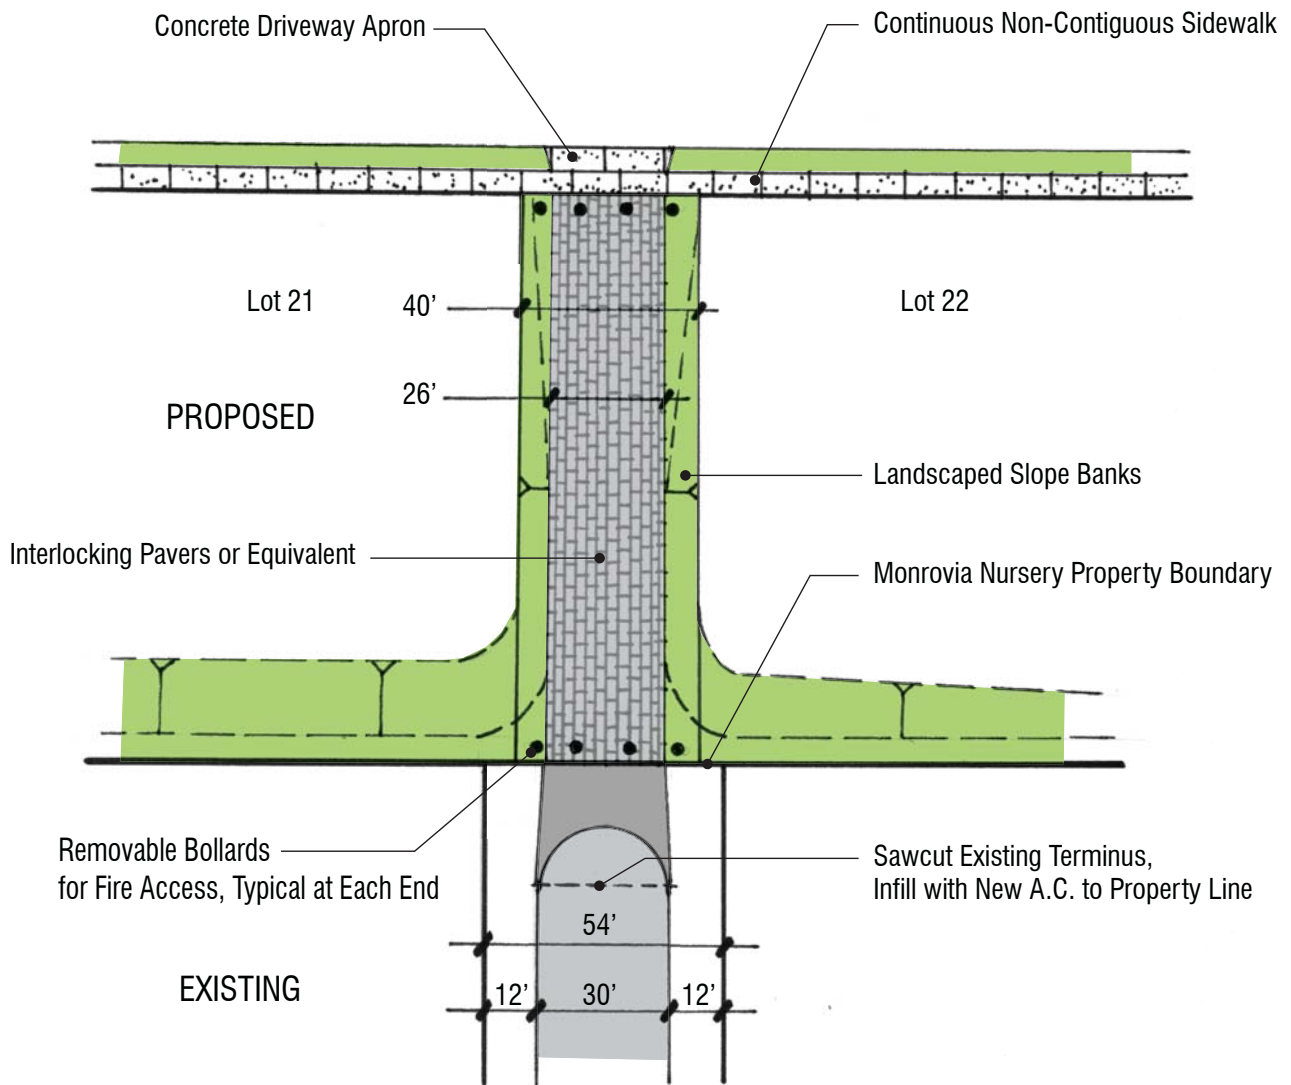 Concrete Driveway Apron
Continuous Non-Contiguous Sidewalk
Lot 21
40’
Lot 22
26’
PROPOSED
Landscaped Slope Banks
Interlocking Pavers or Equivalent
Monrovia Nursery Property Boundary
Removable Bollards
for Fire Access, Typical at Each End
Sawcut Existing Terminus,
Infill with New A.C. to Property Line
54’
EXISTING
12’ 30’ 12’